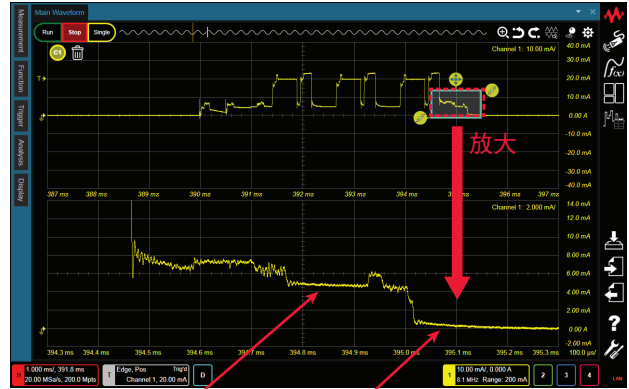 Main Waveform
Measurement
Function
Trigger
Analysis
Display
Run
Stop
Single
C1
Channel 1: 10.00 mA/
40.0 mA
30.0 mA
20.0 mA
10.0 mA
0.00 A
-10.0 mA
-20.0 mA
-30.0 mA
-40.0 mA
T
放大
387 ms 388 ms 389 ms 390 ms 391 ms 392 ms 393 ms 394 ms 395 ms 396 ms 397 ms
Channel 1: 2.000 mA/
14.0 mA
12.0 mA
10.0 mA
8.00 mA
6.00 mA
4.00 mA
2.00 mA
0.00 A
-2.00 mA
394.3 ms 394.4 ms 394.5 ms 394.6 ms 394.7 ms 394.8 ms 394.9 ms 395.0 ms 395.1 ms 395.2 ms 395.3 ms 100.0 µs/
H
1.000 ms/, 391.8 ms
20.00 MSa/s, 200.0 Mpts
T
Edge, Pos Trig'd
Channel 1, 20.00 mA
D
1
10.00 mA/, 0.000 A
8.1 MHz Range: 200 mA
2
3
4
f(x)
?
LAN